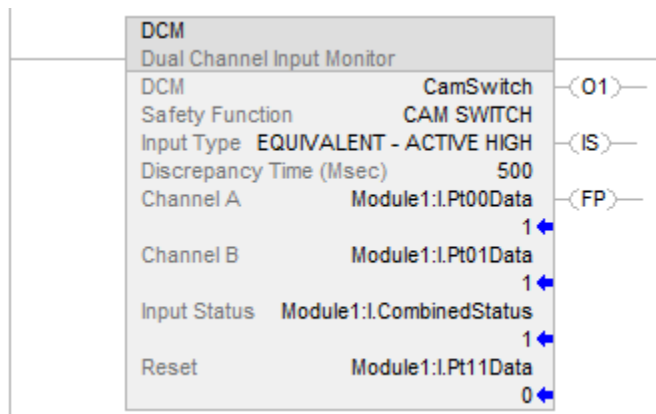 DCM
Dual Channel Input Monitor
DCM CamSwitch O1
Safety Function CAM SWITCH
Input Type EQUIVALENT - ACTIVE HIGH IS
Discrepancy Time (Msec) 500
Channel A Module1:I.Pt00Data FP
1
Channel B Module1:I.Pt01Data
1
Input Status Module1:I.CombinedStatus
1
Reset Module1:I.Pt11Data
0